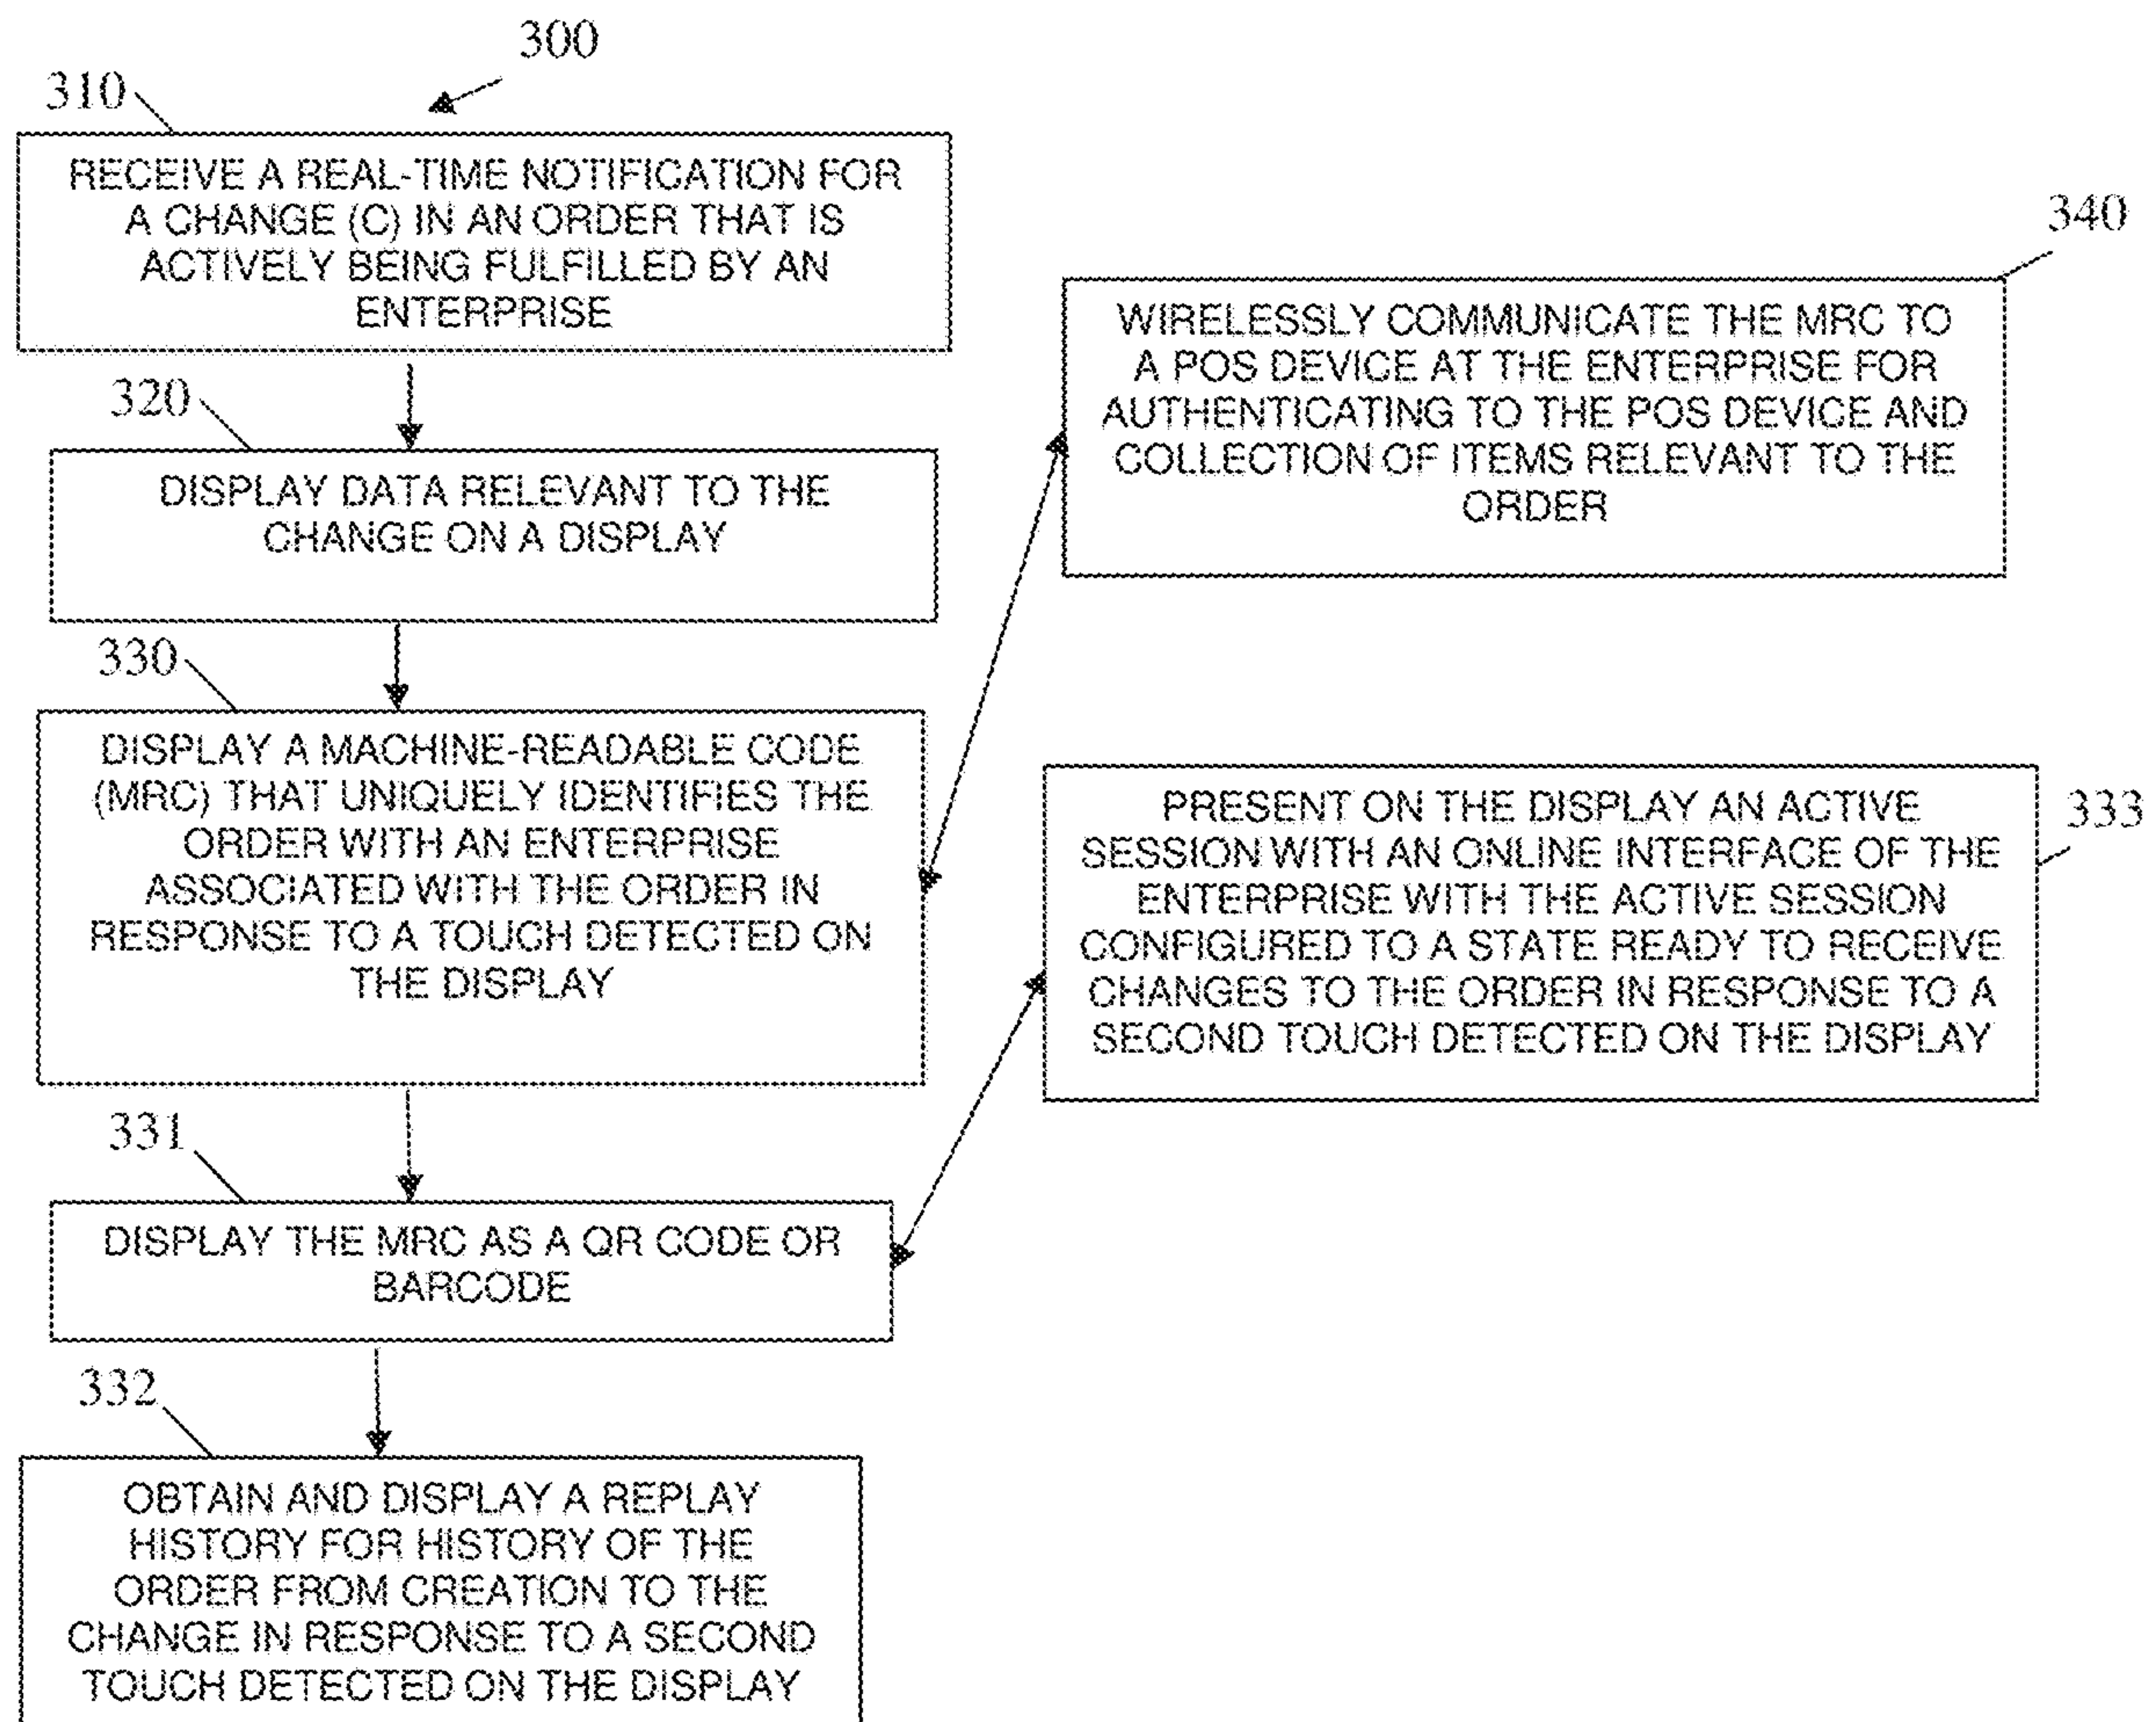 300
310
RECEIVE A REAL-TIME NOTIFICATION FOR
A CHANGE (C) IN AN ORDER THAT IS
ACTIVELY BEING FULFILLED BY AN
ENTERPRISE
320
DISPLAY DATA RELEVANT TO THE
CHANGE ON A DISPLAY
330
DISPLAY A MACHINE-READABLE CODE
(MRC) THAT UNIQUELY IDENTIFIES THE
ORDER WITH AN ENTERPRISE
ASSOCIATED WITH THE ORDER IN
RESPONSE TO A TOUCH DETECTED ON
THE DISPLAY
331
DISPLAY THE MRC AS A QR CODE OR
BARCODE
332
OBTAIN AND DISPLAY A REPLAY
HISTORY FOR HISTORY OF THE
ORDER FROM CREATION TO THE
CHANGE IN RESPONSE TO A SECOND
TOUCH DETECTED ON THE DISPLAY
340
WIRELESSLY COMMUNICATE THE MRC TO
A POS DEVICE AT THE ENTERPRISE FOR
AUTHENTICATING TO THE POS DEVICE AND
COLLECTION OF ITEMS RELEVANT TO THE
ORDER
333
PRESENT ON THE DISPLAY AN ACTIVE
SESSION WITH AN ONLINE INTERFACE OF THE
ENTERPRISE WITH THE ACTIVE SESSION
CONFIGURED TO A STATE READY TO RECEIVE
CHANGES TO THE ORDER IN RESPONSE TO A
SECOND TOUCH DETECTED ON THE DISPLAY